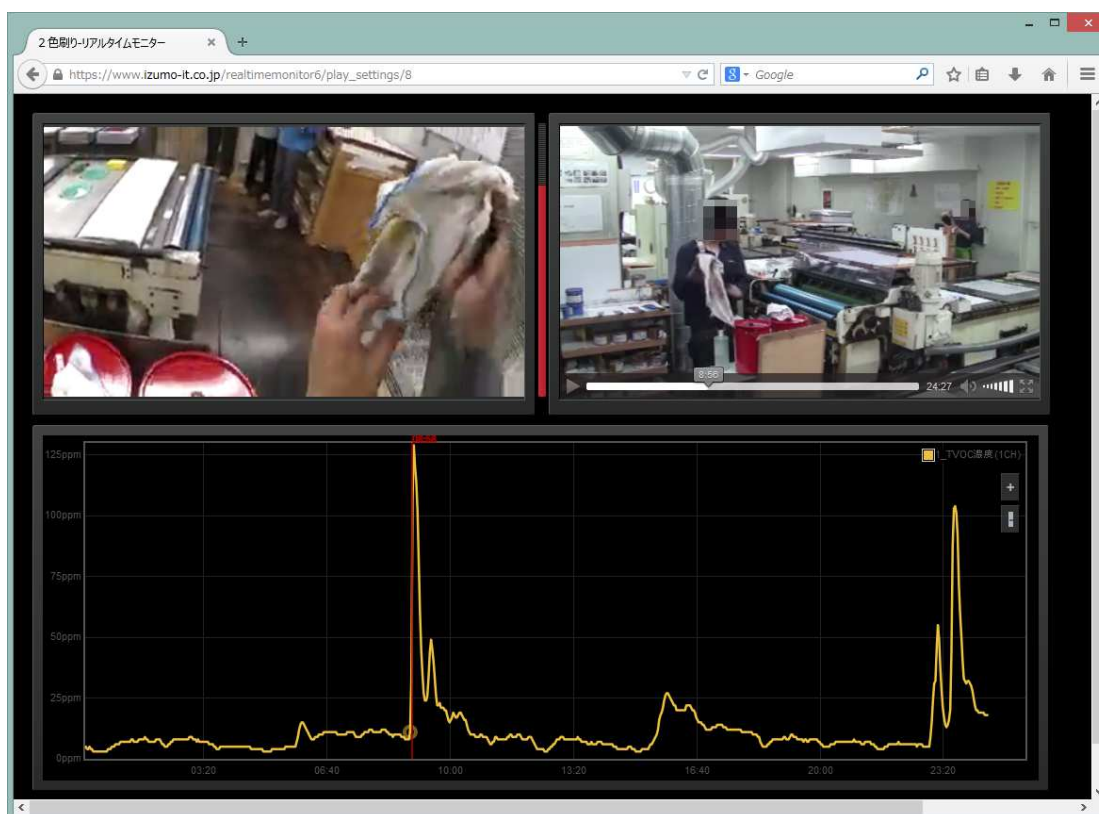 2色刷り-リアルタイムモニター
https://www.izumo-it.co.jp/realtimemonitor6/play_settings/8
Google
8:56
24:27
1_TVOC濃度(1CH)
125ppm
100ppm
75ppm
50ppm
25ppm
0ppm
03:20
06:40
10:00
13:20
16:40
20:00
23:20